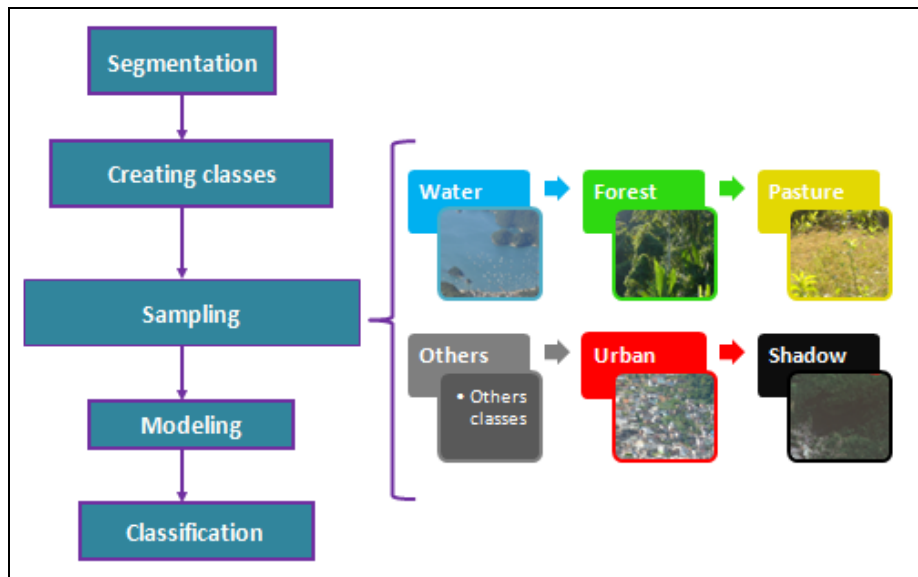 Segmentation
Creating classes
Sampling
Modeling
Classification
Water
Forest
Pasture
Others
• Others
classes
Urban
Shadow